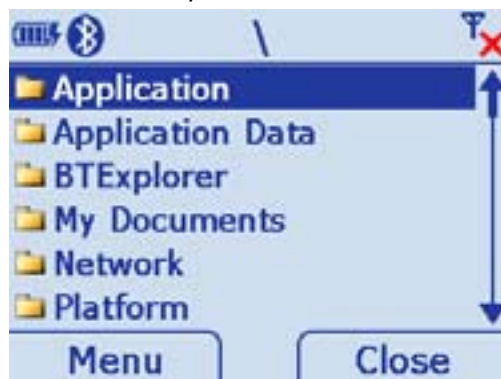 \
Application
Application Data
BTExplorer
My Documents
Network
Platform
Menu Close